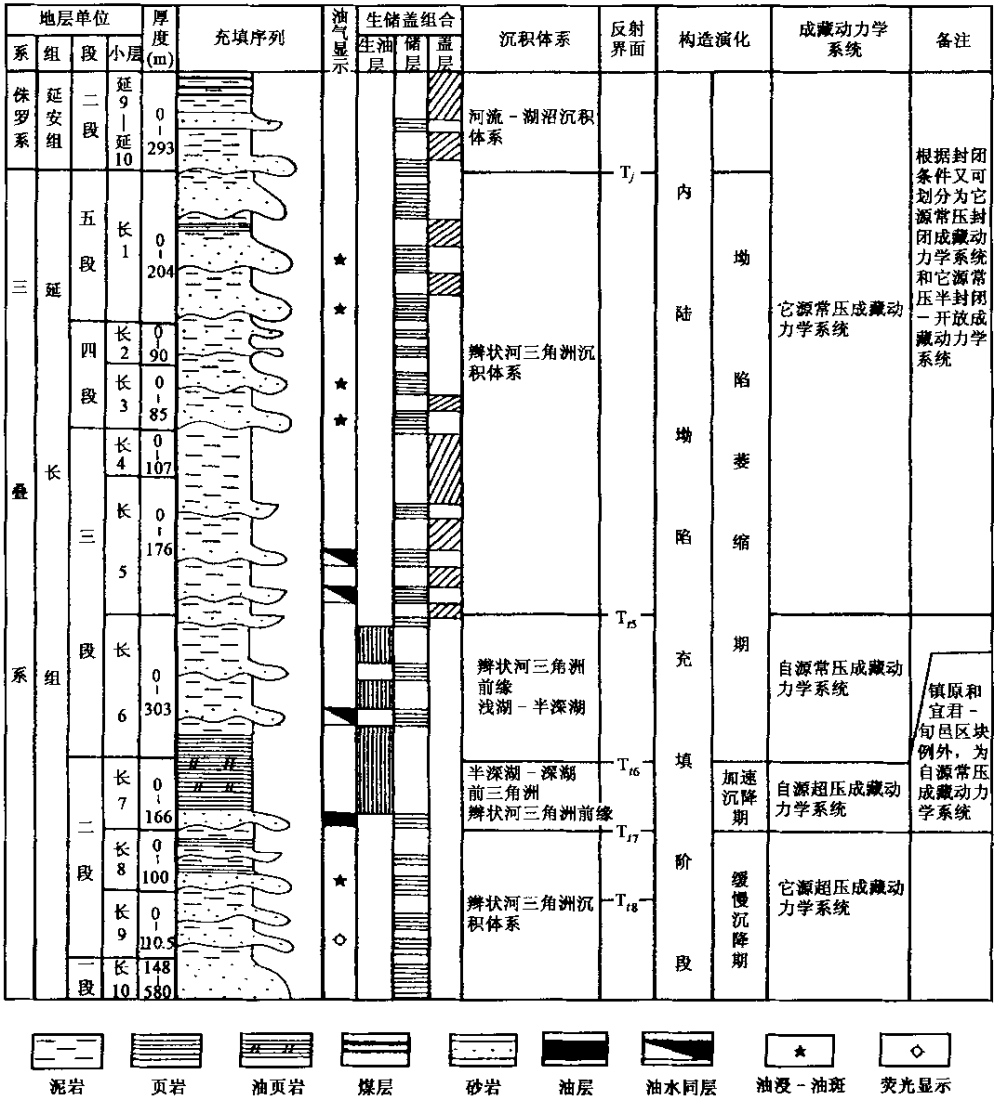 地层单位
厚度(m)
充填序列
油气显示
生储盖组合
沉积体系
反射界面
构造演化
成藏动力学系统
备注
系
组
段
小层
生油层
储层
盖层
侏罗系
延安组
二段
延9—延10
0-293
河流-湖沼沉积体系
三叠系
延长组
五段
长1
0-204
四段
长2
0-90
长3
0-85
三段
长4
0-107
长5
0-176
长6
0-303
二段
长7
0-166
长8
0-100
长9
0-110.5
一段
长10
148
580
辫状河三角洲沉积体系
辫状河三角洲前缘
浅湖-半深湖
半深湖-深湖
前三角洲
辫状河三角洲前缘
辫状河三角洲沉积体系
Tj
Tt5
Tt6
Tt7
Tt8
内陆坳陷充填阶段
坳陷萎缩期
加速沉降期
缓慢沉降期
它源常压成藏动力学系统
自源常压成藏动力学系统
自源超压成藏动力学系统
它源超压成藏动力学系统
根据封闭
条件又可
划分为它
源常压封
闭成藏动
力学系统
和它源常
压半封闭
-开放成
藏动力学
系统
镇原和
宜君-
旬邑区块
例外，为
自源常压
成藏动力
学系统
泥岩
页岩
油页岩
煤层
砂岩
油层
油水同层
油浸-油斑
荧光显示